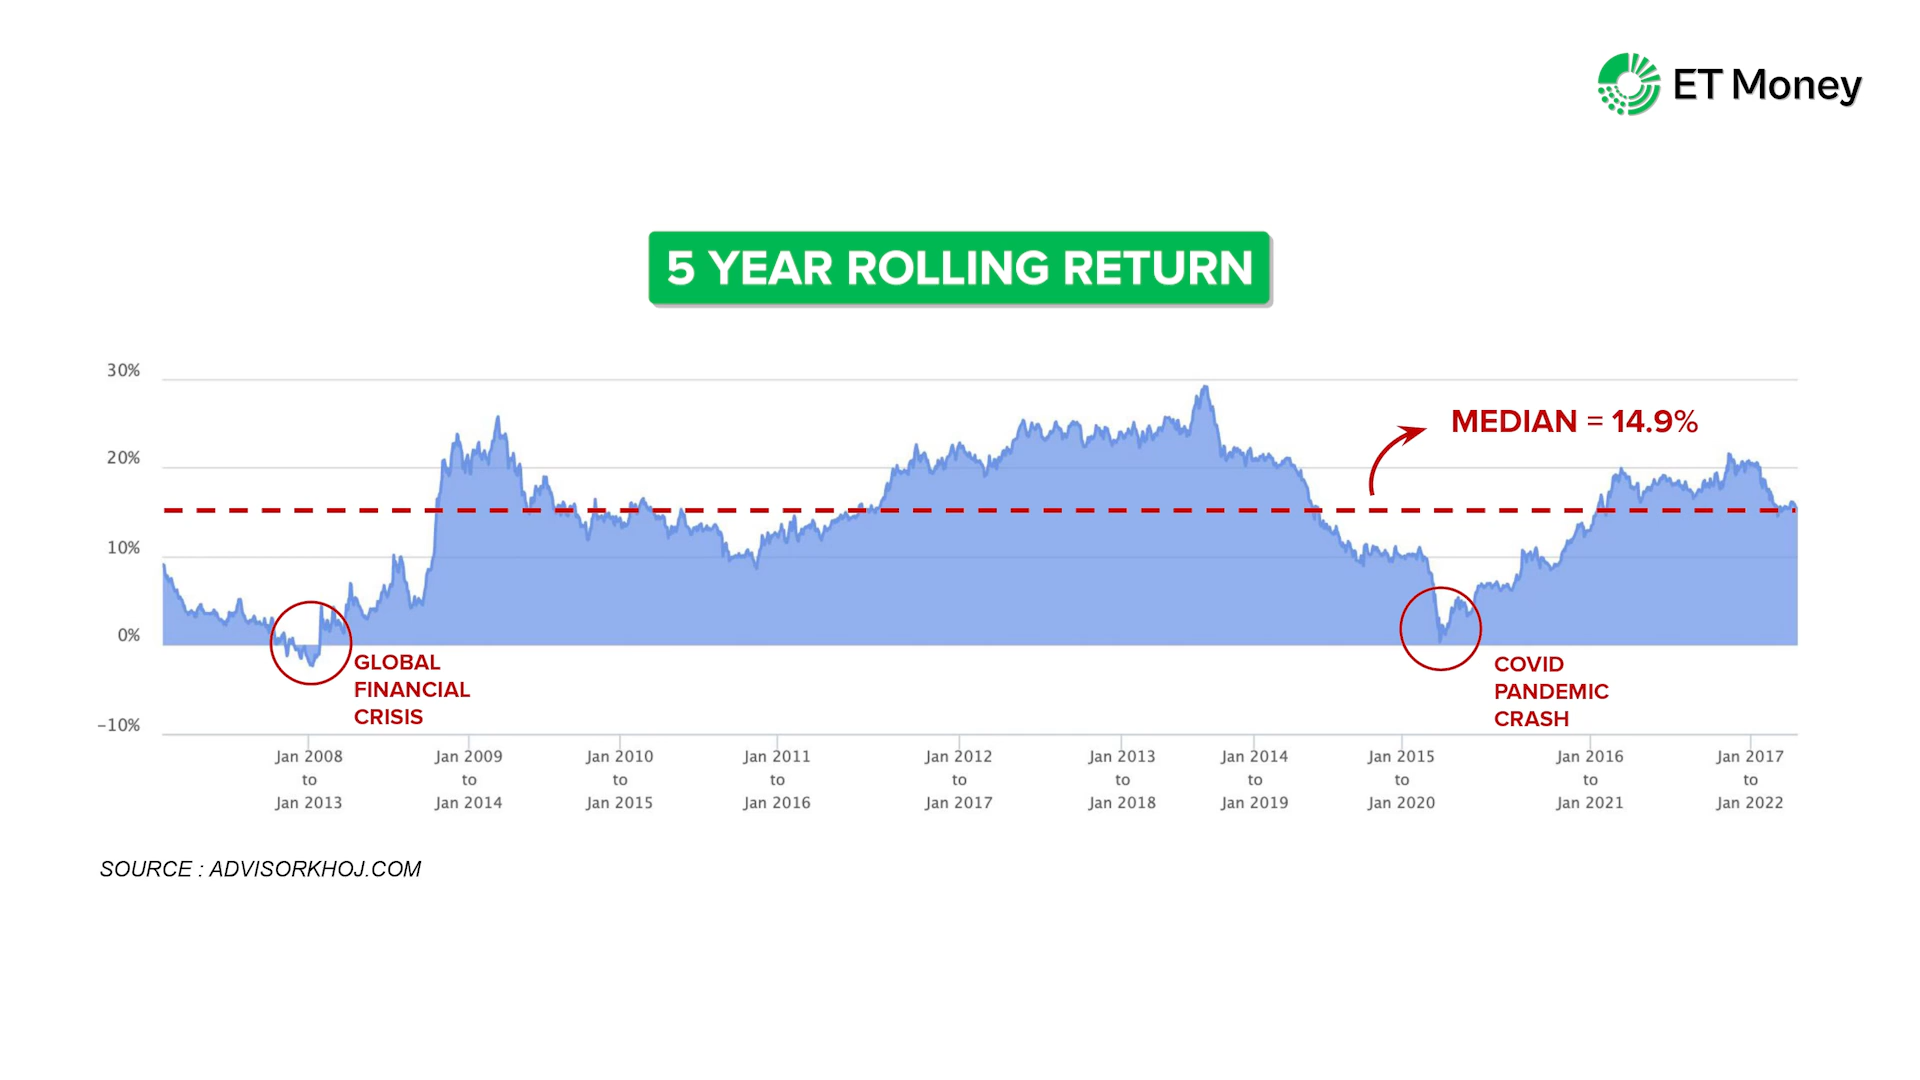 ET Money
5 YEAR ROLLING RETURN
30%
20%
10%
0%
−10%
MEDIAN = 14.9%
GLOBAL
FINANCIAL
CRISIS
COVID
PANDEMIC
CRASH
Jan 2008
to
Jan 2013
Jan 2009
to
Jan 2014
Jan 2010
to
Jan 2015
Jan 2011
to
Jan 2016
Jan 2012
to
Jan 2017
Jan 2013
to
Jan 2018
Jan 2014
to
Jan 2019
Jan 2015
to
Jan 2020
Jan 2016
to
Jan 2021
Jan 2017
to
Jan 2022
SOURCE : ADVISORKHOJ.COM